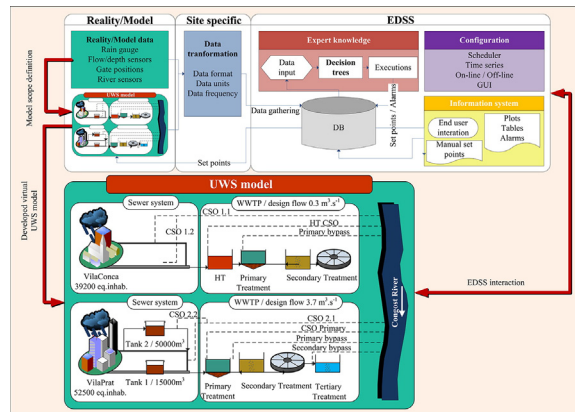 Reality/Model
Site specific
EDSS
Reality/Model data
Rain gauge
Flow/depth sensors
Gate positions
River sensors
UWS model
Data
tranformation
Data format
Data units
Data frequency
Expert knowledge
Data
input
Decision
trees
Executions
Configuration
Scheduler
Time series
On-line / Off-line
GUI
Information system
End user
interation
Manual set
points
Plots
Tables
Alarms
Data gathering
DB
Set points / Alarms
Set points
Model scope definition
Developed virtual
UWS model
EDSS interaction
UWS model
Sewer system
WWTP / design flow 0.3 m³.s⁻¹
CSO 1.1
CSO 1.2
HT CSO
Primary bypass
VilaConca
39200 eq.inhab.
HT
Primary
Treatment
Secondary Treatment
Congost River
Sewer system
WWTP / design flow 3.7 m³.s⁻¹
CSO 2.1
CSO 2.2
CSO Primary
Primary bypass
Secondary bypass
Tank 2 / 50000m³
Tank 1 / 15000m³
VilaPrat
52500 eq.inhab.
Primary
Treatment
Secondary Treatment
Tertiary
Treatment